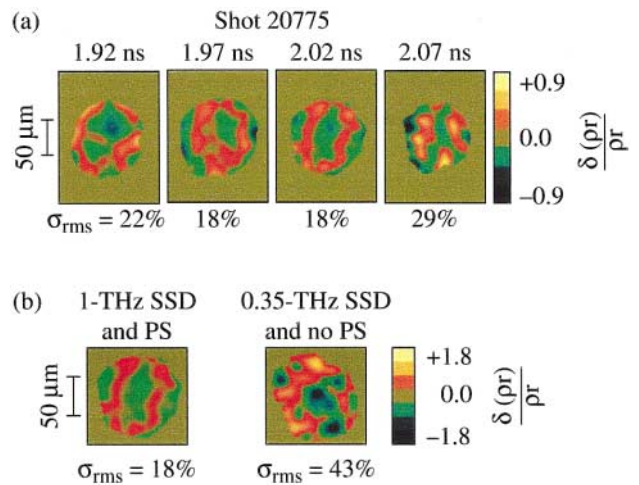 (a) Shot 20775
1.92 ns 1.97 ns 2.02 ns 2.07 ns
50 μm
+0.9
0.0
−0.9
δ (ρr)
ρr
σrms = 22% 18% 18% 29%
(b) 1-THz SSD 0.35-THz SSD
and PS and no PS
50 μm
+1.8
0.0
−1.8
δ (ρr)
ρr
σrms = 18% σrms = 43%